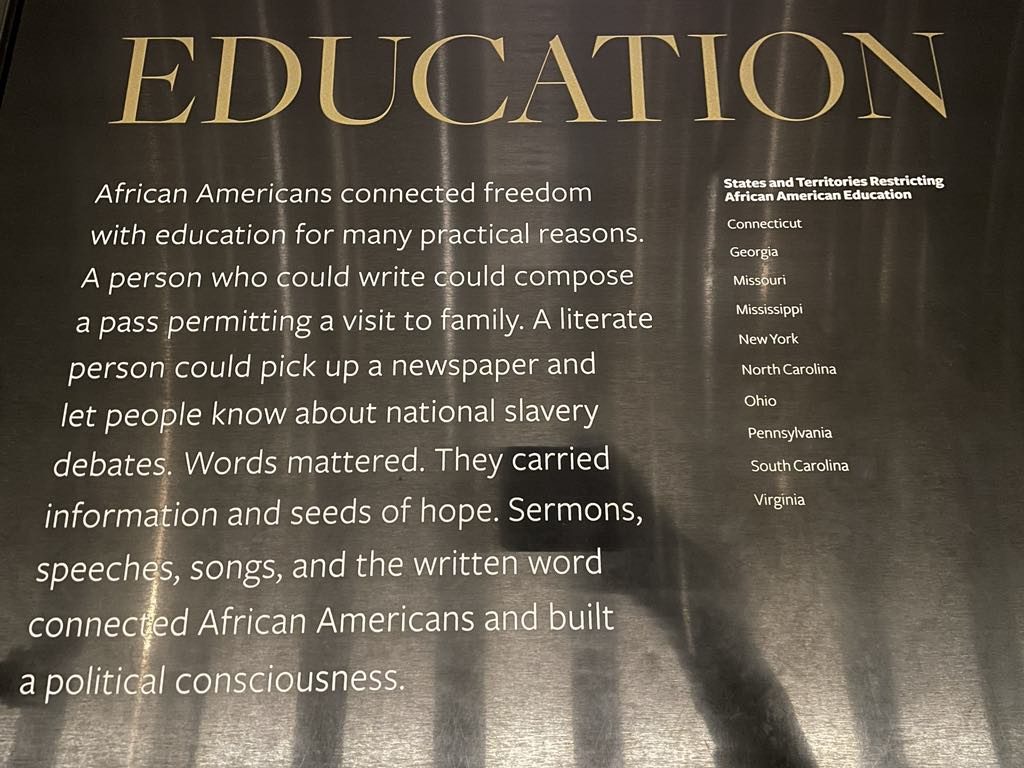 EDUCATION
African Americans connected freedom
with education for many practical reasons.
A person who could write could compose
a pass permitting a visit to family. A literate
person could pick up a newspaper and
let people know about national slavery
debates. Words mattered. They carried
information and seeds of hope. Sermons,
speeches, songs, and the written word
connected African Americans and built
a political consciousness.
States and Territories Restricting
African American Education
Connecticut
Georgia
Missouri
Mississippi
New York
North Carolina
Ohio
Pennsylvania
South Carolina
Virginia